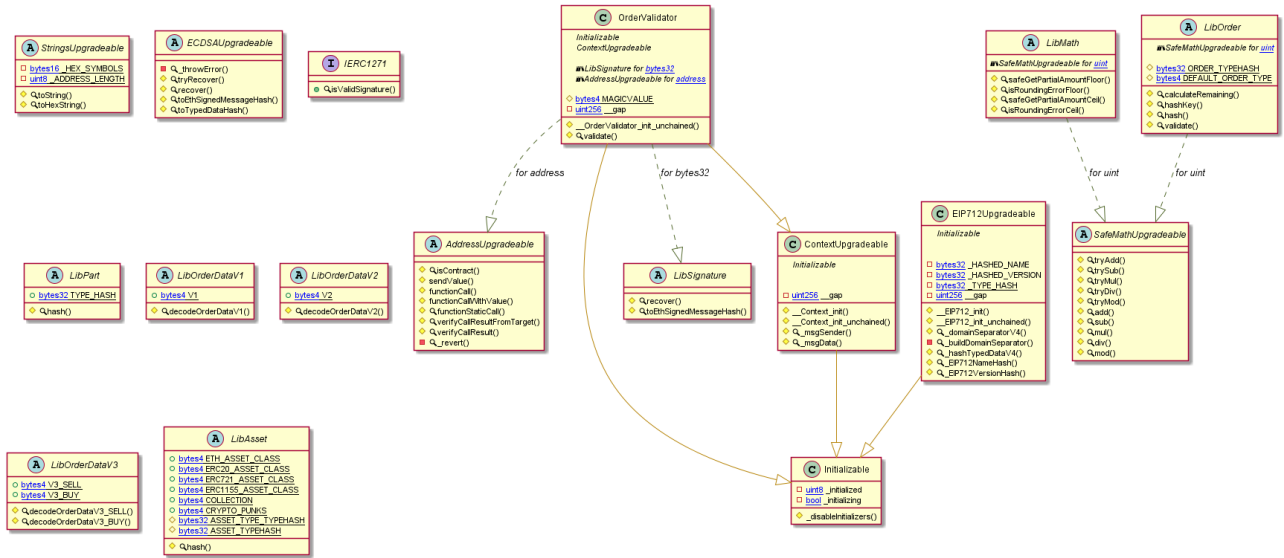 A StringsUpgradeable
bytes16 _HEX_SYMBOLS
uint8 _ADDRESS_LENGTH
toString()
toHexString()
A ECDSAUpgradeable
_throwError()
tryRecover()
recover()
toEthSignedMessageHash()
toTypedDataHash()
I IERC1271
isValidSignature()
C OrderValidator
Initializable
ContextUpgradeable
LibSignature for bytes32
AddressUpgradeable for address
bytes4 MAGICVALUE
uint256 __gap
__OrderValidator_init_unchained()
validate()
A LibMath
SafeMathUpgradeable for uint
safeGetPartialAmountFloor()
isRoundingErrorFloor()
safeGetPartialAmountCeil()
isRoundingErrorCeil()
A LibOrder
SafeMathUpgradeable for uint
bytes32 ORDER_TYPEHASH
bytes4 DEFAULT_ORDER_TYPE
calculateRemaining()
hashKey()
hash()
validate()
for address
for bytes32
for uint
for uint
A LibPart
bytes32 TYPE_HASH
hash()
A LibOrderDataV1
bytes4 V1
decodeOrderDataV1()
A LibOrderDataV2
bytes4 V2
decodeOrderDataV2()
A AddressUpgradeable
isContract()
sendValue()
functionCall()
functionCallWithValue()
functionStaticCall()
verifyCallResultFromTarget()
verifyCallResult()
_revert()
A LibSignature
recover()
toEthSignedMessageHash()
C ContextUpgradeable
Initializable
uint256 __gap
__Context_init()
__Context_init_unchained()
_msgSender()
_msgData()
C EIP712Upgradeable
Initializable
bytes32 _HASHED_NAME
bytes32 _HASHED_VERSION
bytes32 _TYPE_HASH
uint256 __gap
__EIP712_init()
__EIP712_init_unchained()
_domainSeparatorV4()
_buildDomainSeparator()
_hashTypedDataV4()
_EIP712NameHash()
_EIP712VersionHash()
A SafeMathUpgradeable
tryAdd()
trySub()
tryMul()
tryDiv()
tryMod()
add()
sub()
mul()
div()
mod()
A LibOrderDataV3
bytes4 V3_SELL
bytes4 V3_BUY
decodeOrderDataV3_SELL()
decodeOrderDataV3_BUY()
A LibAsset
bytes4 ETH_ASSET_CLASS
bytes4 ERC20_ASSET_CLASS
bytes4 ERC721_ASSET_CLASS
bytes4 ERC1155_ASSET_CLASS
bytes4 COLLECTION
bytes4 CRYPTO_PUNKS
bytes32 ASSET_TYPE_TYPEHASH
bytes32 ASSET_TYPEHASH
hash()
C Initializable
uint8 _initialized
bool _initializing
_disableInitializers()